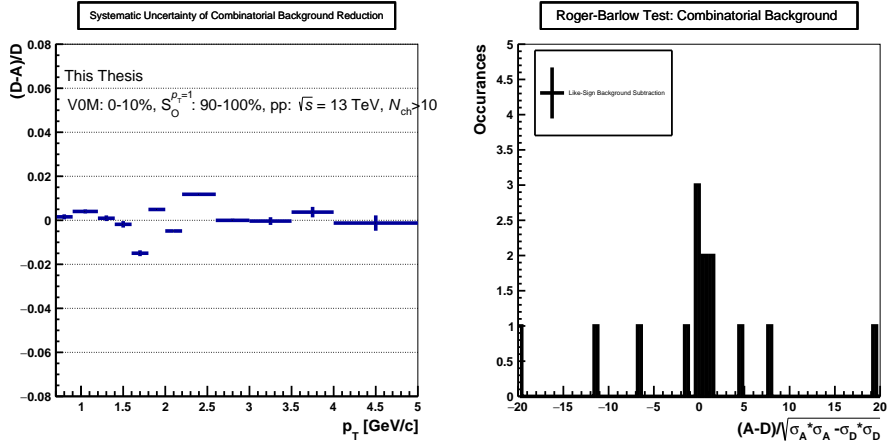 Systematic Uncertainty of Combinatorial Background Reduction
(D-A)/D
0.08
0.06
0.04
0.02
0
−0.02
−0.04
−0.06
−0.08
This Thesis
V0M: 0-10%, S_O^{p_T=1}: 90-100%, pp: √s = 13 TeV, N_ch>10
1 1.5 2 2.5 3 3.5 4 4.5 5
p_T [GeV/c]
Roger-Barlow Test: Combinatorial Background
Occurances
5
4.5
4
3.5
3
2.5
2
1.5
1
0.5
0
Like-Sign Background Subtraction
−20 −15 −10 −5 0 5 10 15 20
(A-D)/√σ_A*σ_A -σ_D*σ_D